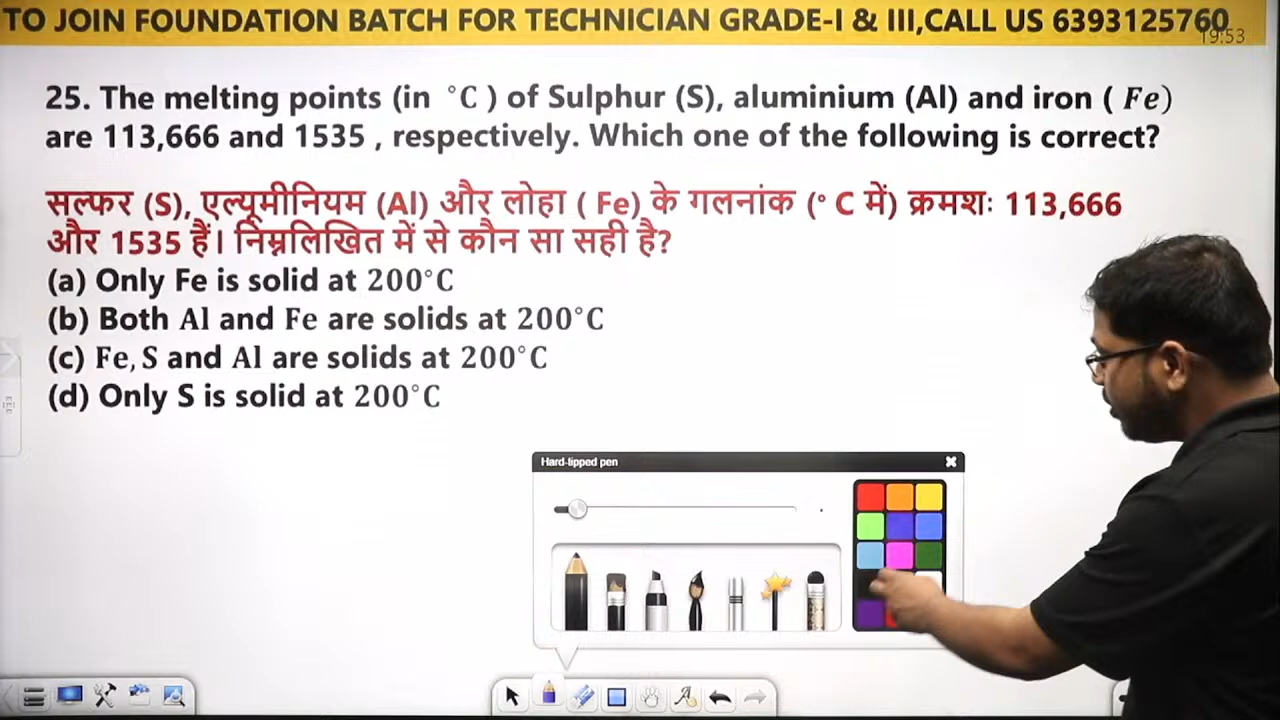 TO JOIN FOUNDATION BATCH FOR TECHNICIAN GRADE-I & III,CALL US 6393125760
19:53
25. The melting points (in °C ) of Sulphur (S), aluminium (Al) and iron ( Fe)
are 113,666 and 1535 , respectively. Which one of the following is correct?
सल्फर (S), एल्यूमीनियम (Al) और लोहा ( Fe) के गलनांक (° C में) क्रमशः 113,666
और 1535 हैं। निम्नलिखित में से कौन सा सही है?
(a) Only Fe is solid at 200°C
(b) Both Al and Fe are solids at 200°C
(c) Fe, S and Al are solids at 200°C
(d) Only S is solid at 200°C
Hard-tipped pen